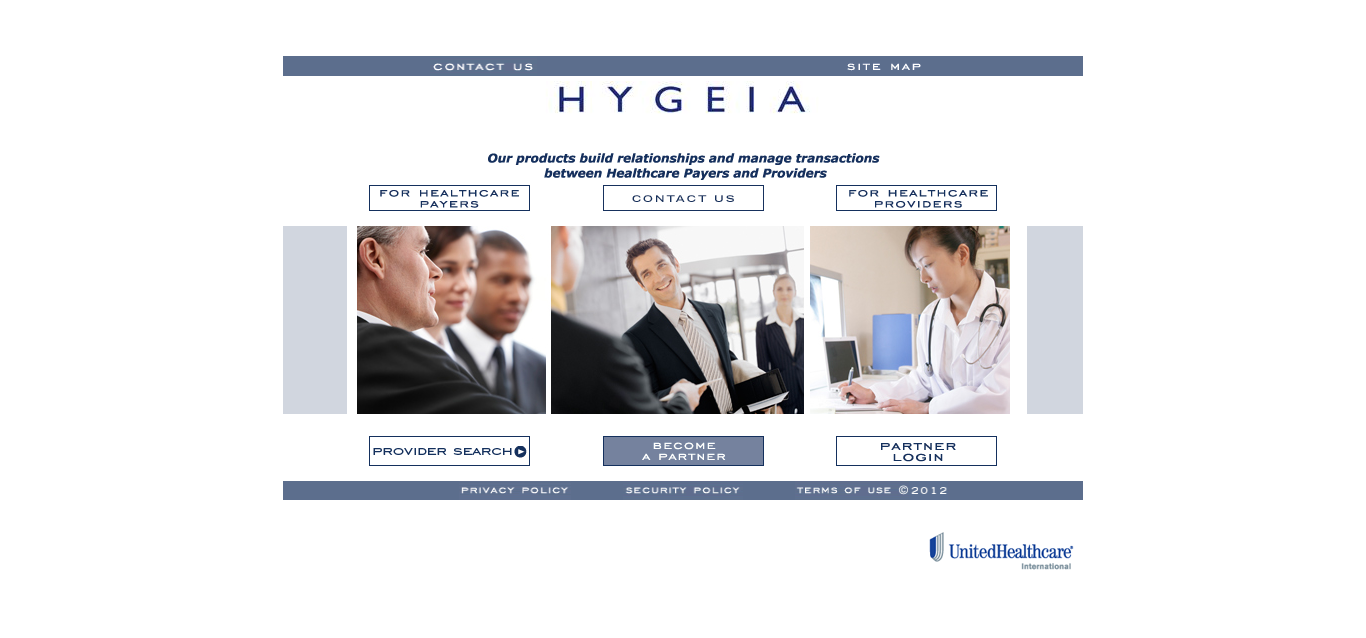 CONTACT US
SITE MAP
HYGEIA
Our products build relationships and manage transactions
between Healthcare Payers and Providers
FOR HEALTHCARE
PAYERS
CONTACT US
FOR HEALTHCARE
PROVIDERS
PROVIDER SEARCH
BECOME
A PARTNER
PARTNER
LOGIN
PRIVACY POLICY
SECURITY POLICY
TERMS OF USE ©2012
UnitedHealthcare®
International